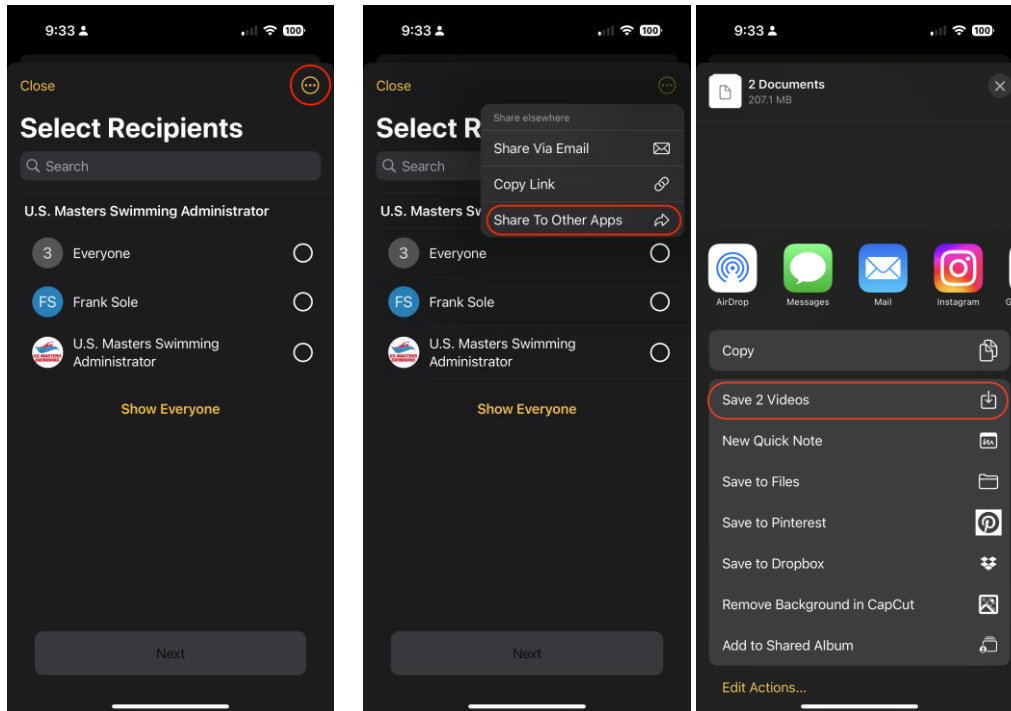 9:33
100
Close
Select Recipients
Search
U.S. Masters Swimming Administrator
3 Everyone
FS Frank Sole
U.S. Masters Swimming
Administrator
Show Everyone
Next
9:33
100
Close
Select R
Share elsewhere
Share Via Email
Search
Copy Link
U.S. Masters Sw
Share To Other Apps
3 Everyone
FS Frank Sole
U.S. Masters Swimming
Administrator
Show Everyone
Next
9:33
100
2 Documents
207.1 MB
AirDrop
Messages
Mail
Instagram
G
Copy
Save 2 Videos
New Quick Note
Save to Files
Save to Pinterest
Save to Dropbox
Remove Background in CapCut
Add to Shared Album
Edit Actions...